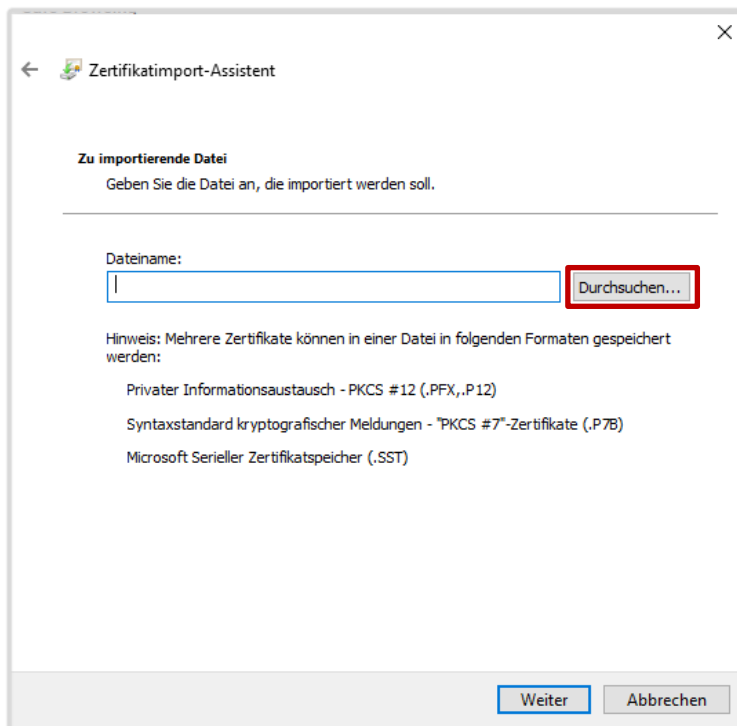 Zertifikatimport-Assistent
Zu importierende Datei
Geben Sie die Datei an, die importiert werden soll.
Dateiname:
Durchsuchen...
Hinweis: Mehrere Zertifikate können in einer Datei in folgenden Formaten gespeichert
werden:
Privater Informationsaustausch - PKCS #12 (.PFX,.P12)
Syntaxstandard kryptografischer Meldungen - "PKCS #7"-Zertifikate (.P7B)
Microsoft Serieller Zertifikatspeicher (.SST)
Weiter
Abbrechen